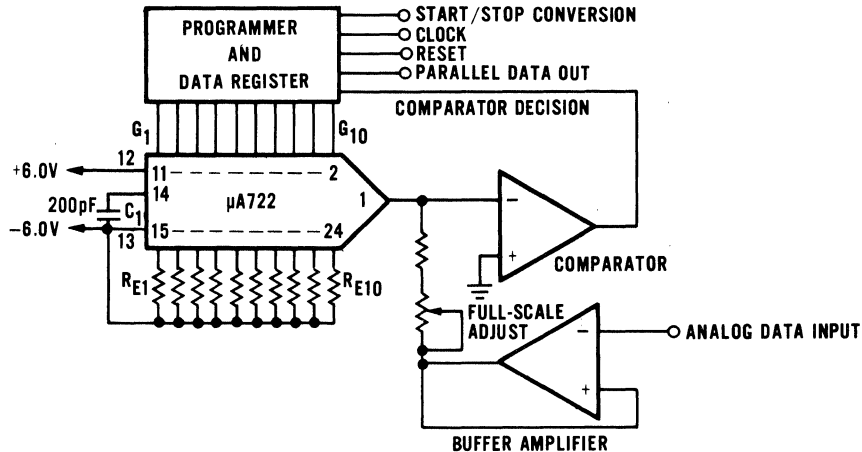 PROGRAMMER
AND
DATA REGISTER
START/STOP CONVERSION
CLOCK
RESET
PARALLEL DATA OUT
COMPARATOR DECISION
G1
G10
+6.0V
12
11
2
14
200pF
C1
μA722
1
-6.0V
13
15
24
RE1
RE10
−
+
COMPARATOR
FULL-SCALE
ADJUST
−
ANALOG DATA INPUT
+
BUFFER AMPLIFIER